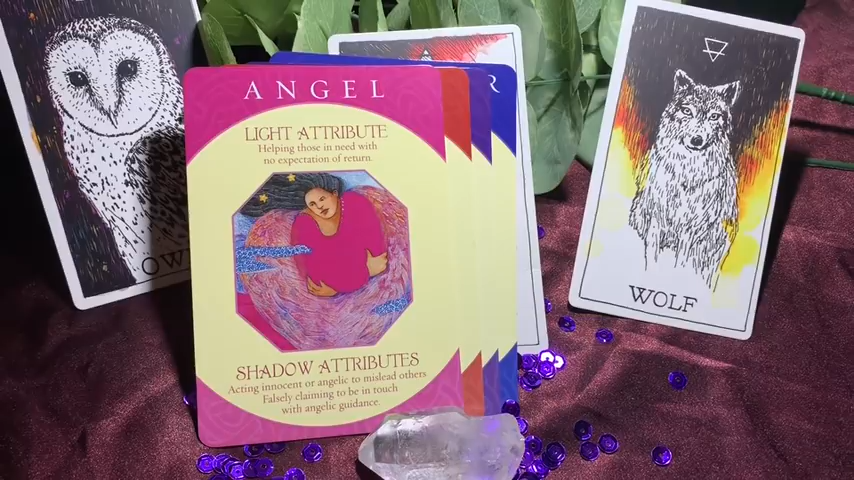 ANGEL
LIGHT ATTRIBUTE
Helping those in need with
no expectation of return.
SHADOW ATTRIBUTES
Acting innocent or angelic to mislead others.
Falsely claiming to be in touch
with angelic guidance.
R
WOLF